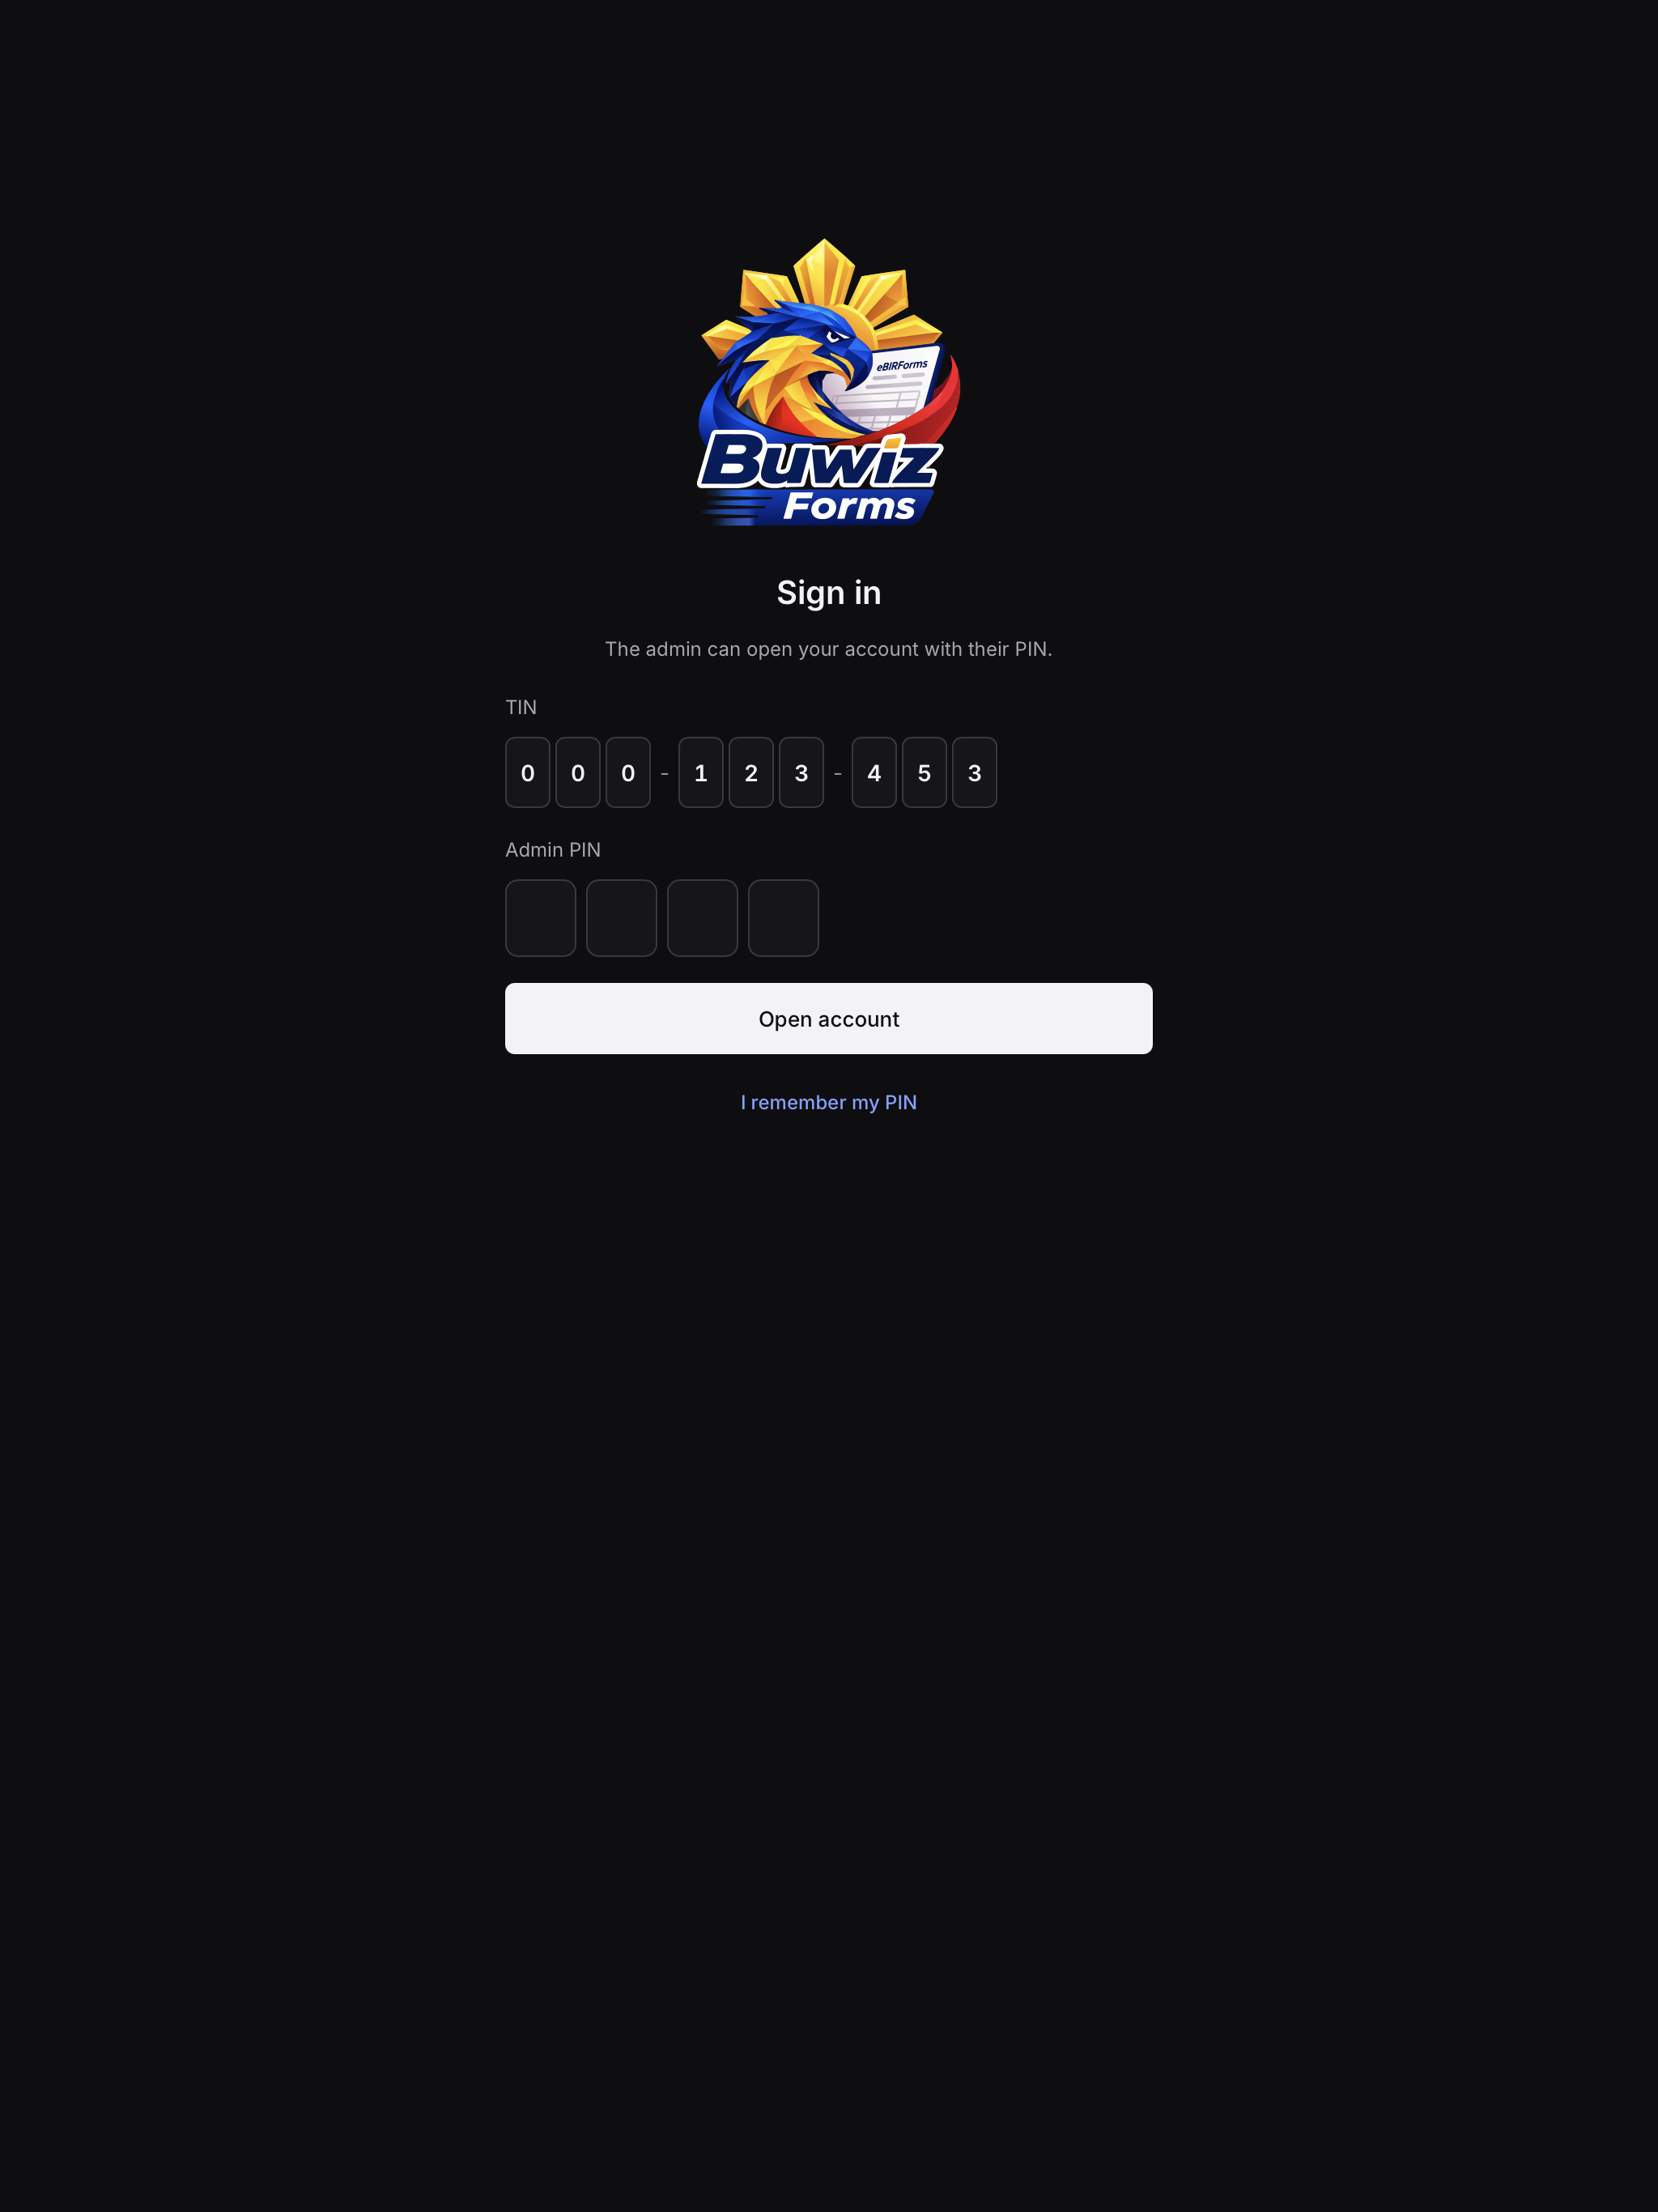 eBIRForms
Buwiz
Forms
Sign in
The admin can open your account with their PIN.
TIN
0 0 0 - 1 2 3 - 4 5 3
Admin PIN
Open account
I remember my PIN